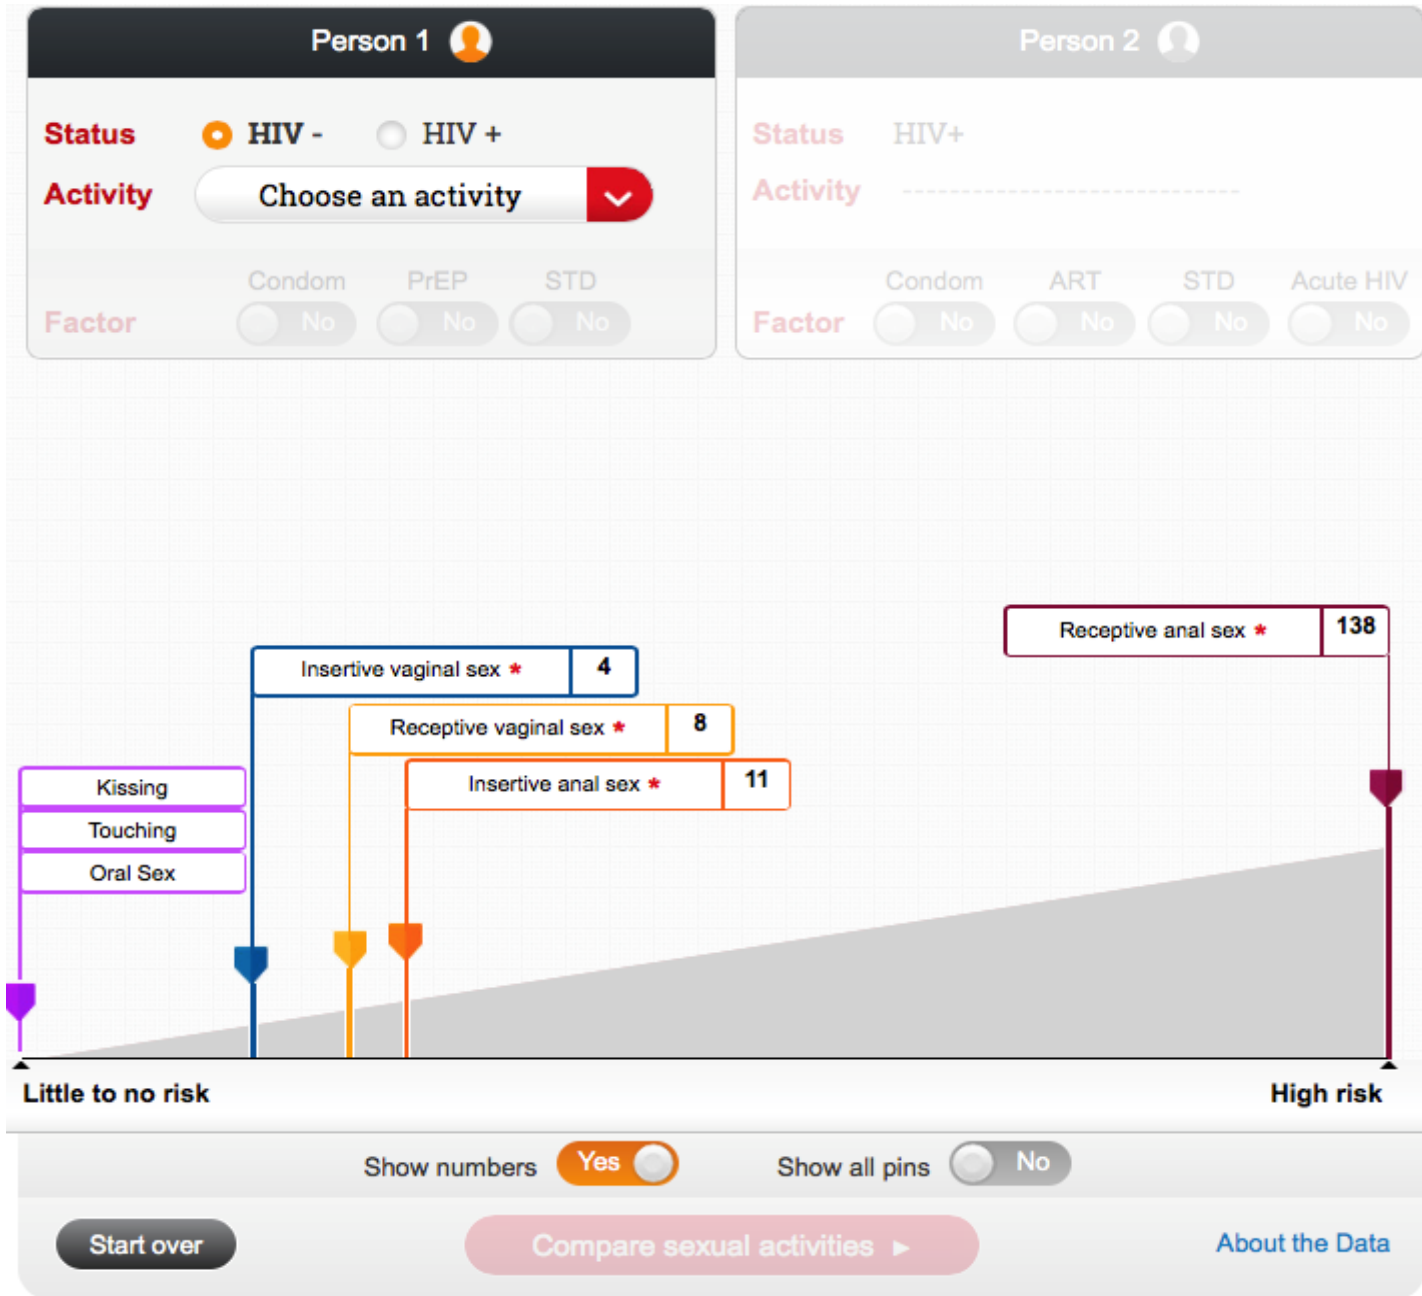 Person 1
Status HIV - HIV +
Activity Choose an activity
Condom PrEP STD
Factor No No No
Person 2
Status HIV+
Activity ----------------------------
Condom ART STD Acute HIV
Factor No No No No
Receptive anal sex * 138
Insertive vaginal sex * 4
Receptive vaginal sex * 8
Insertive anal sex * 11
Kissing
Touching
Oral Sex
Little to no risk High risk
Show numbers Yes Show all pins No
Start over Compare sexual activities ► About the Data